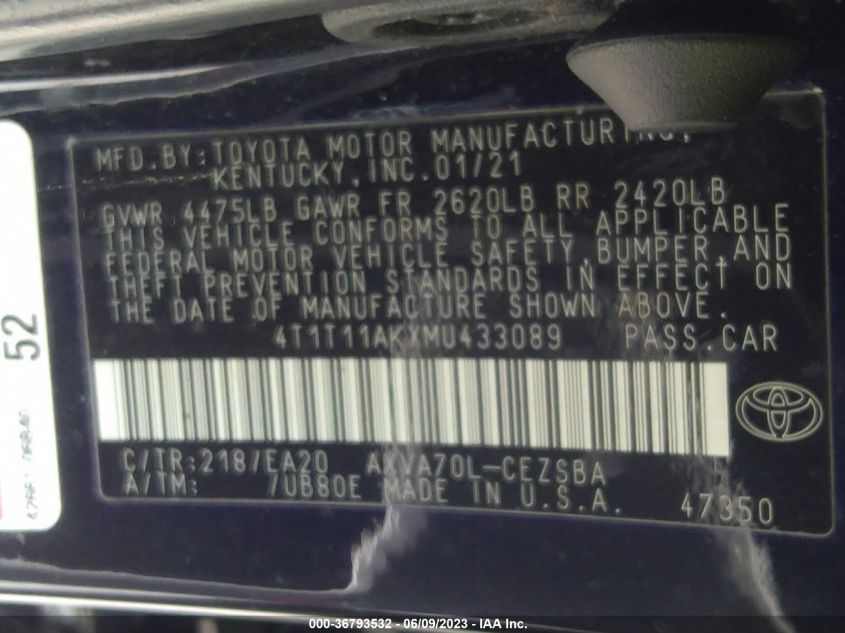 MFD.BY:TOYOTA MOTOR MANUFACTURING,
KENTUCKY,INC.01/21
GVWR 4475LB GAWR FR 2620LB RR 2420LB
THIS VEHICLE CONFORMS TO ALL APPLICABLE
FEDERAL MOTOR VEHICLE SAFETY,BUMPER,AND
THEFT PREVENTION STANDARDS IN EFFECT ON
THE DATE OF MANUFACTURE SHOWN ABOVE.
4T1T11AKXMU433089 PASS.CAR
C/TR:218/EA20 AXVA70L-CEZSBA
A/TM: /UB80E MADE IN U.S.A. 47350
52
000-36793532 - 06/09/2023 - IAA Inc.